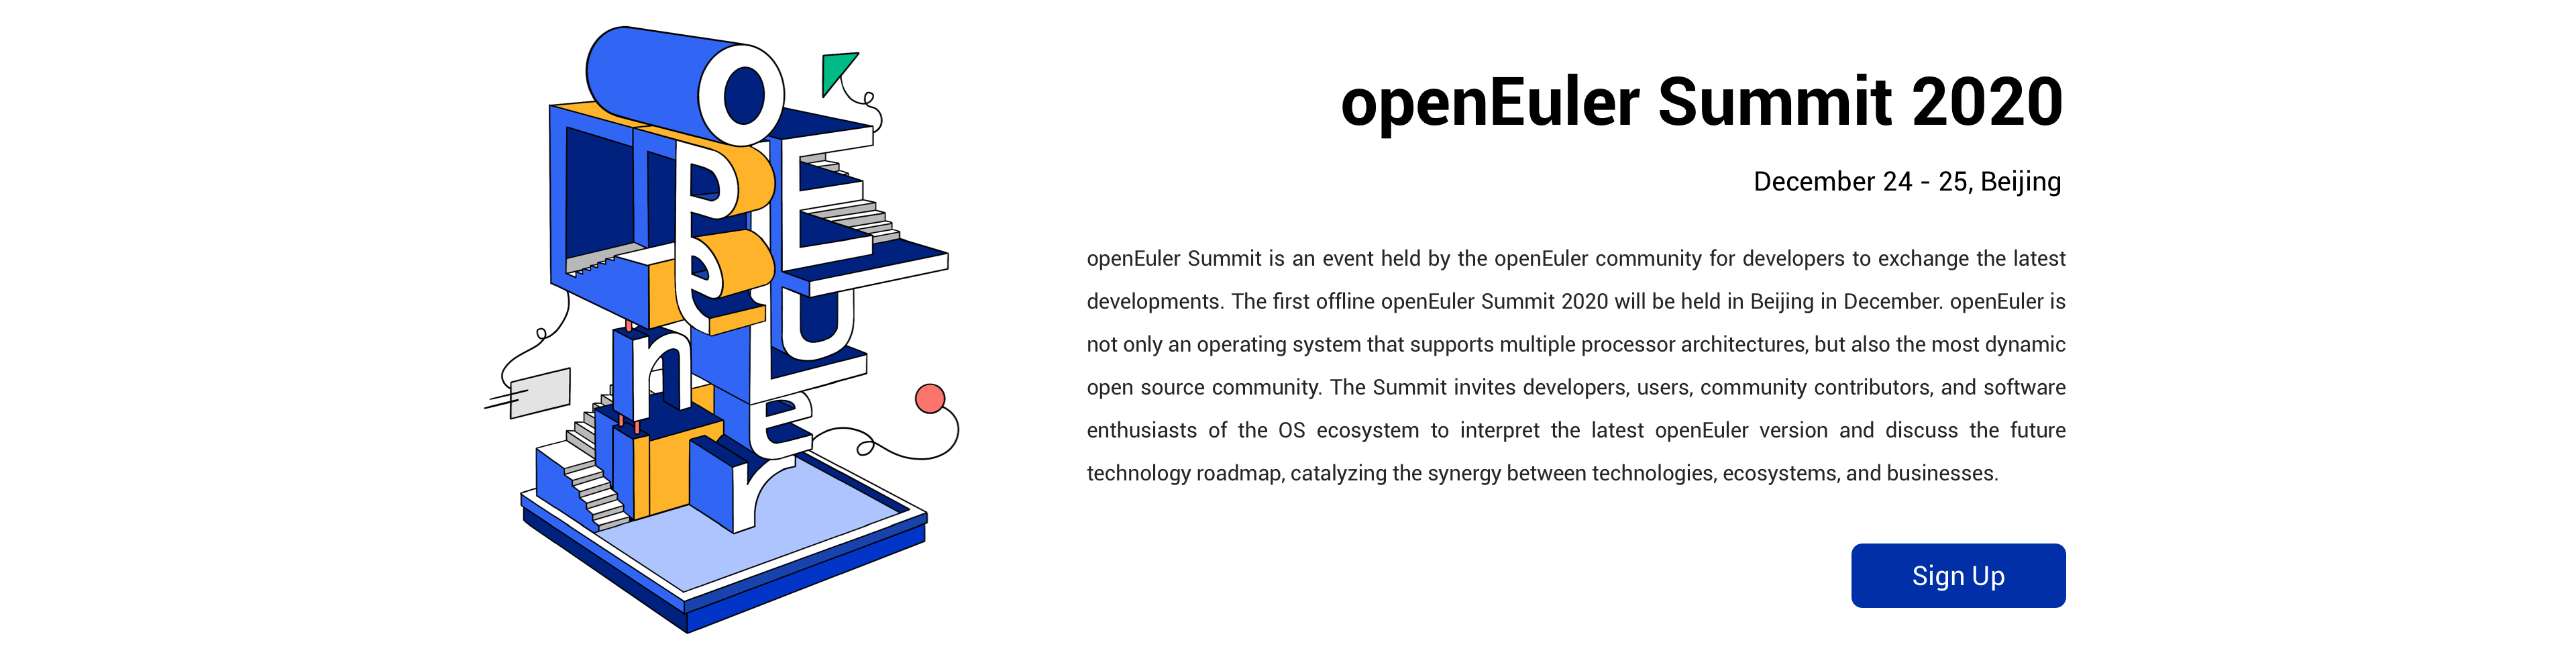 OPen
EULer
openEuler Summit 2020
December 24 - 25, Beijing
openEuler Summit is an event held by the openEuler community for developers to exchange the latest
developments. The first offline openEuler Summit 2020 will be held in Beijing in December. openEuler is
not only an operating system that supports multiple processor architectures, but also the most dynamic
open source community. The Summit invites developers, users, community contributors, and software
enthusiasts of the OS ecosystem to interpret the latest openEuler version and discuss the future
technology roadmap, catalyzing the synergy between technologies, ecosystems, and businesses.
Sign Up